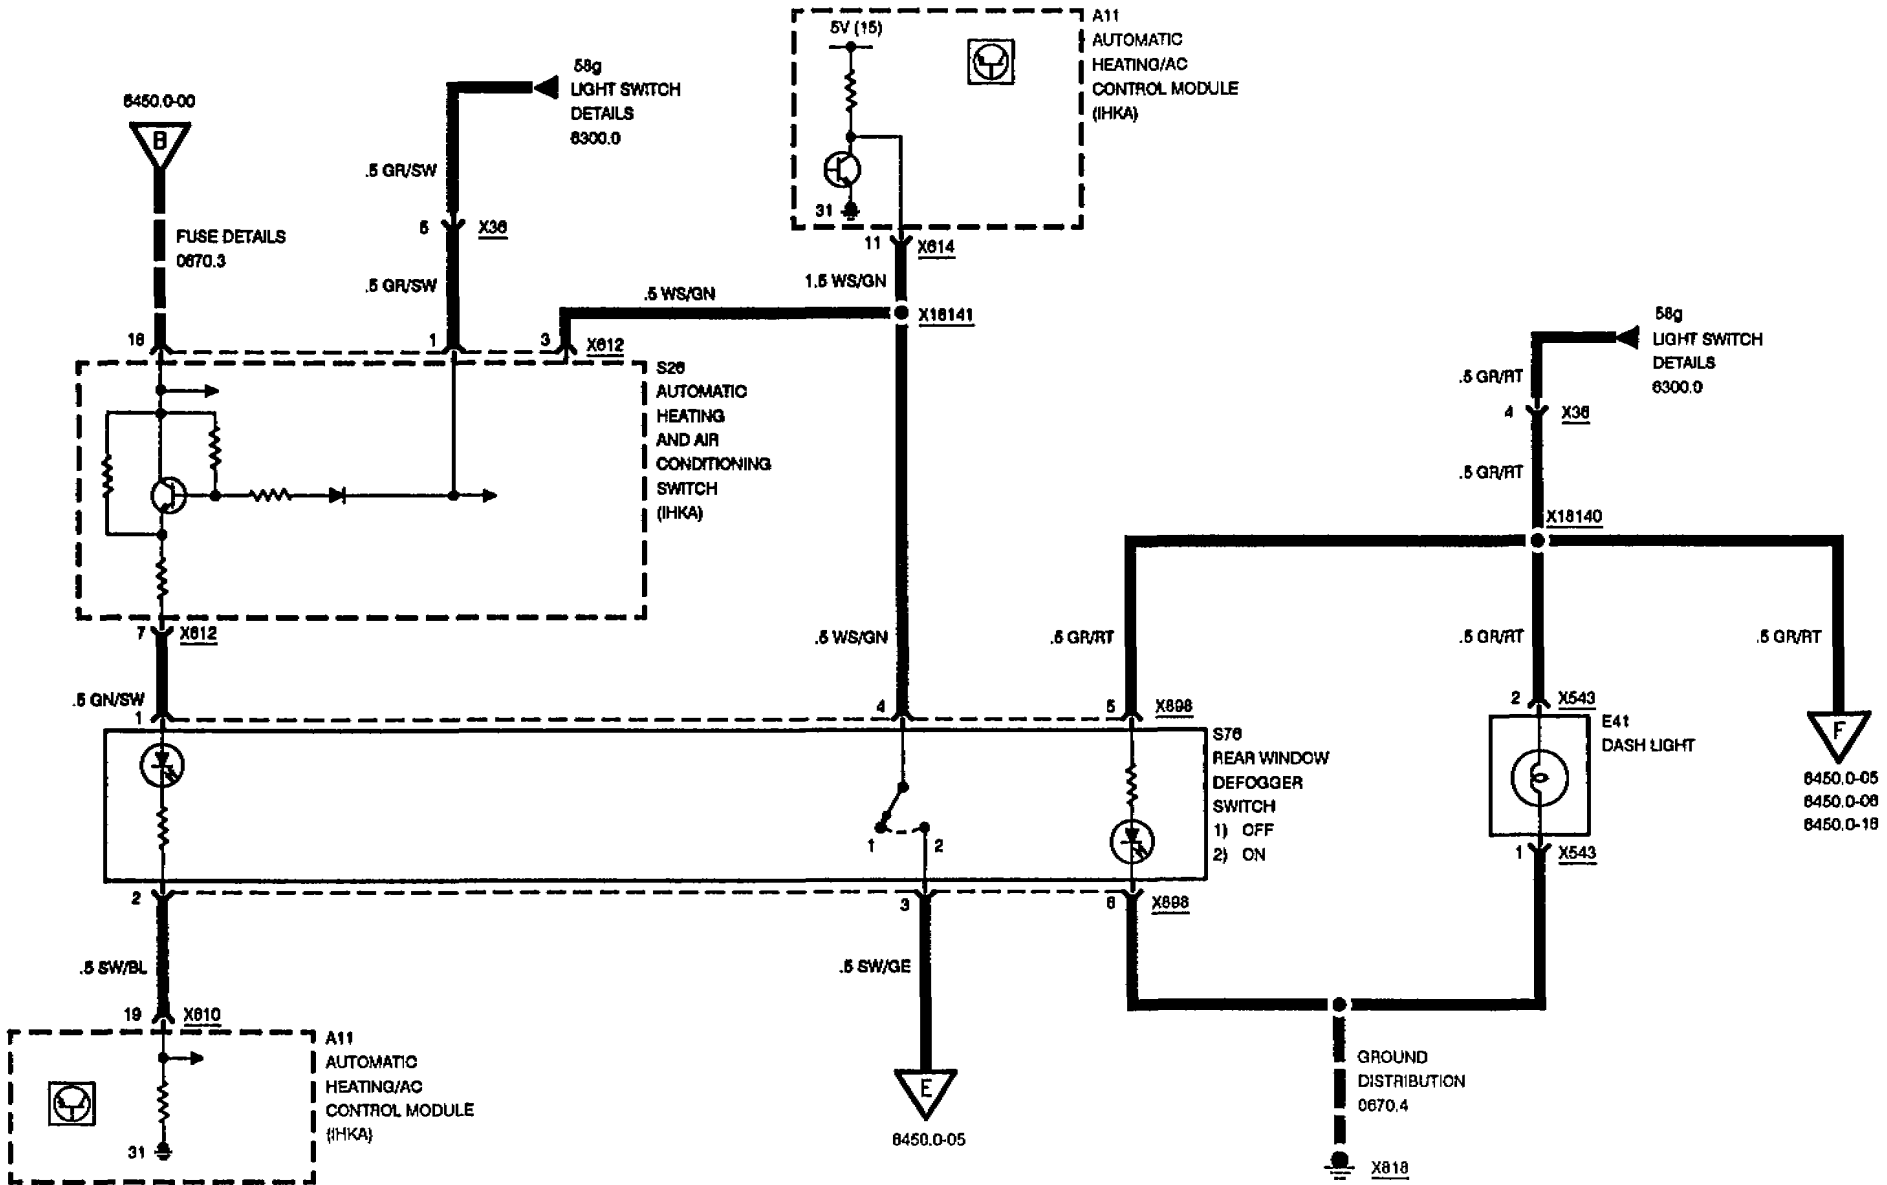 6450.0-00
B
FUSE DETAILS
0670.3
58g
LIGHT SWITCH
DETAILS
6300.0
.5 GR/SW
5
X36
.5 GR/SW
5V (15)
31
A11
AUTOMATIC
HEATING/AC
CONTROL MODULE
(IHKA)
11
X614
1.5 WS/GN
.5 WS/GN
X18141
16
1
3
X612
S26
AUTOMATIC
HEATING
AND AIR
CONDITIONING
SWITCH
(IHKA)
58g
LIGHT SWITCH
DETAILS
6300.0
.5 GR/RT
4
X36
.5 GR/RT
X18140
7
X612
.5 GN/SW
.5 WS/GN
.5 GR/RT
.5 GR/RT
.5 GR/RT
1
4
5
X898
2
X543
S76
REAR WINDOW
DEFOGGER
SWITCH
1) OFF
2) ON
1
2
E41
DASH LIGHT
F
6450.0-05
6450.0-06
6450.0-18
1
X543
2
3
6
X898
.5 SW/BL
.5 SW/GE
19
X610
A11
AUTOMATIC
HEATING/AC
CONTROL MODULE
(IHKA)
31
E
6450.0-05
GROUND
DISTRIBUTION
0670.4
X818